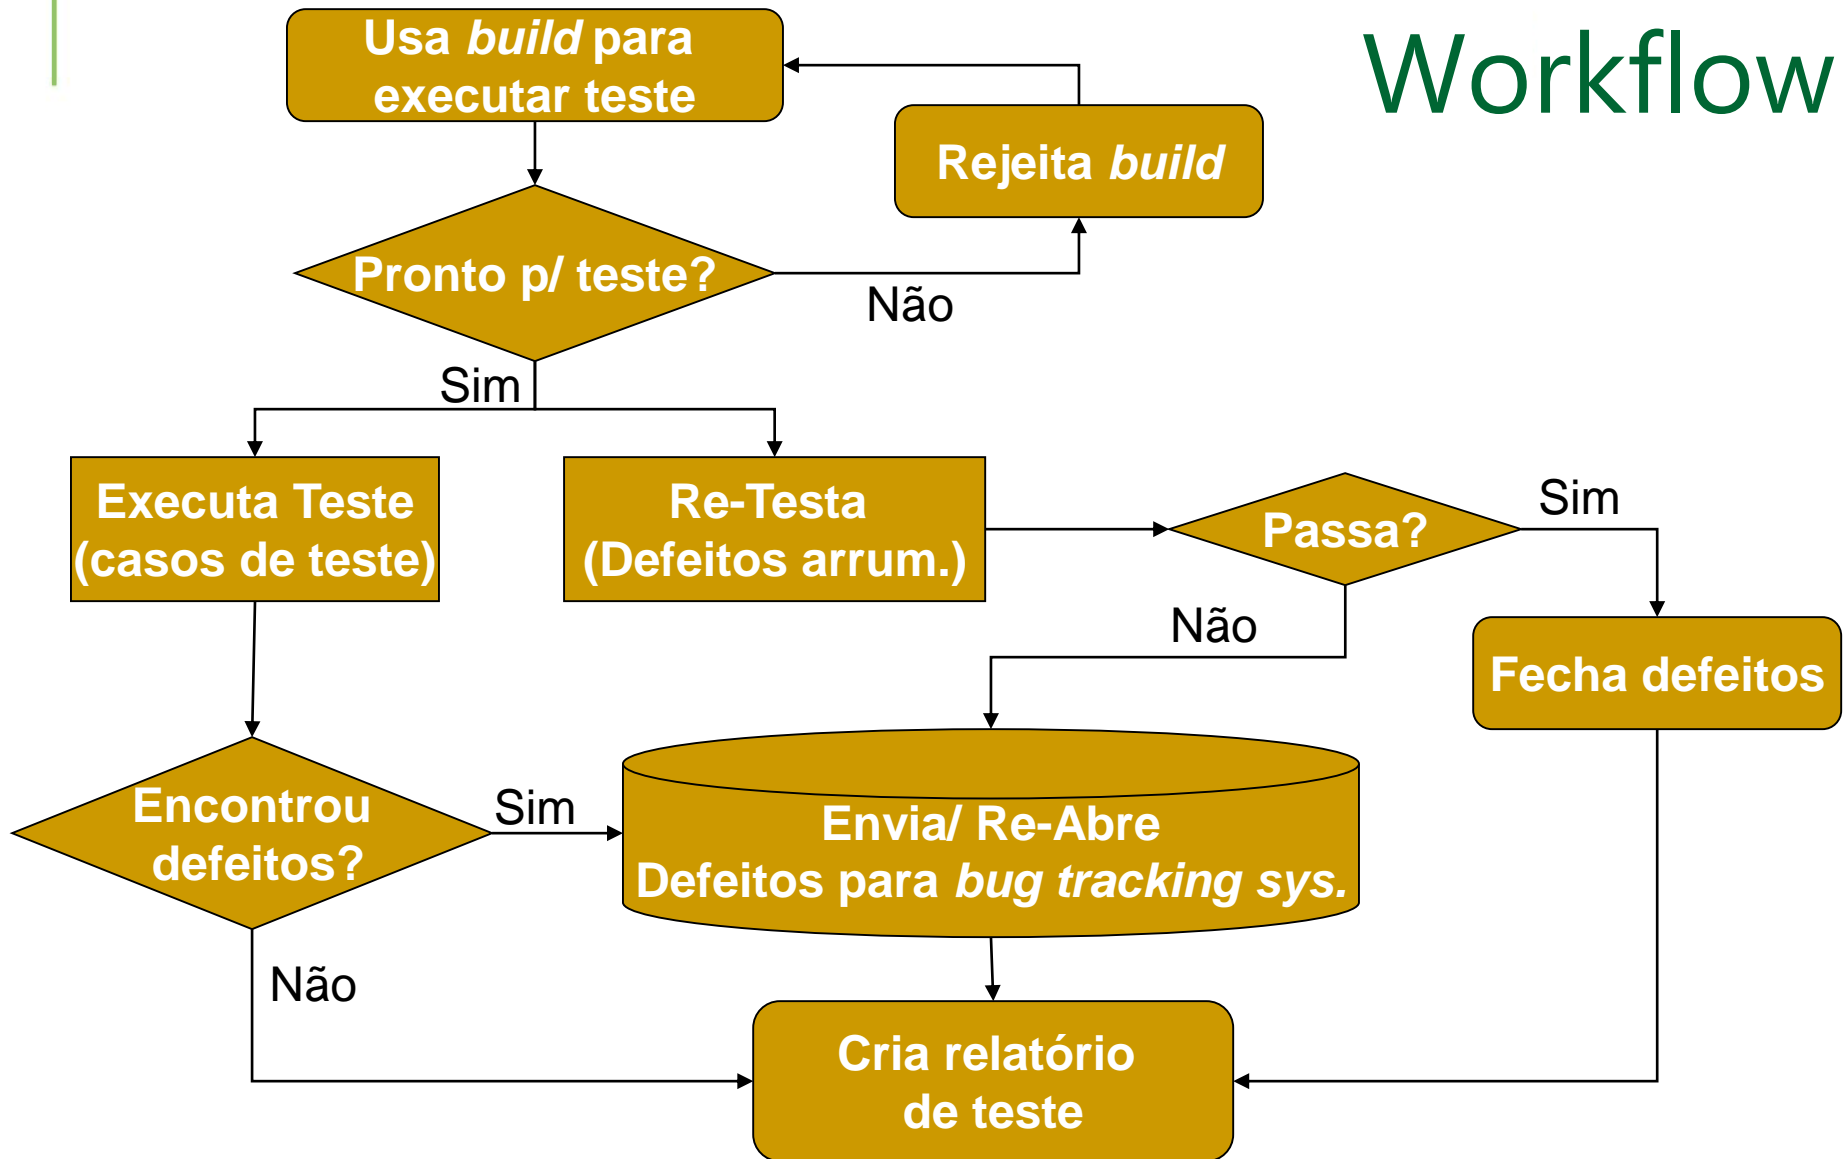 Workflow
Usa build para
executar teste
Rejeita build
Pronto p/ teste?
Não
Sim
Executa Teste
(casos de teste)
Re-Testa
(Defeitos arrum.)
Passa?
Sim
Não
Fecha defeitos
Encontrou
defeitos?
Sim
Envia/ Re-Abre
Defeitos para bug tracking sys.
Não
Cria relatório
de teste